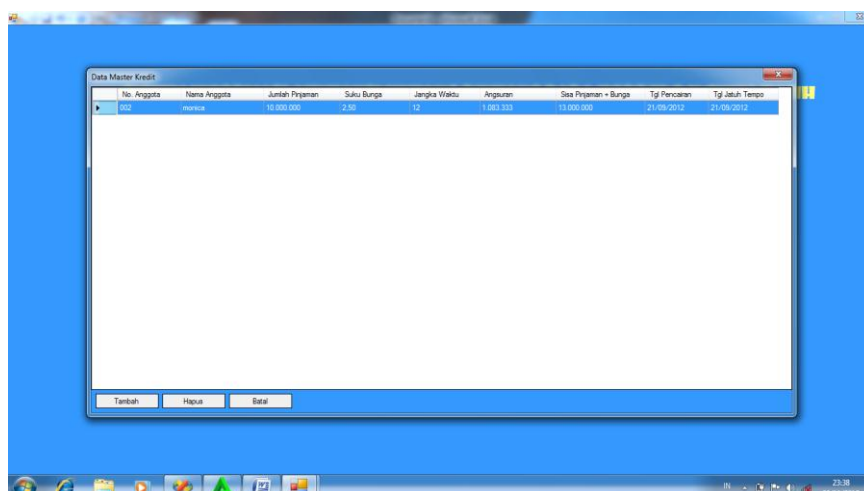 Data Master Kredit
No. Anggota Nama Anggota Jumlah Pinjaman Suku Bunga Jangka Waktu Angsuran Sisa Pinjaman + Bunga Tgl Pencairan Tgl Jatuh Tempo
002 monica 10.000.000 2,50 12 1.083.333 13.000.000 21/09/2012 21/09/2012
Tambah Hapus Batal
IN 23:38